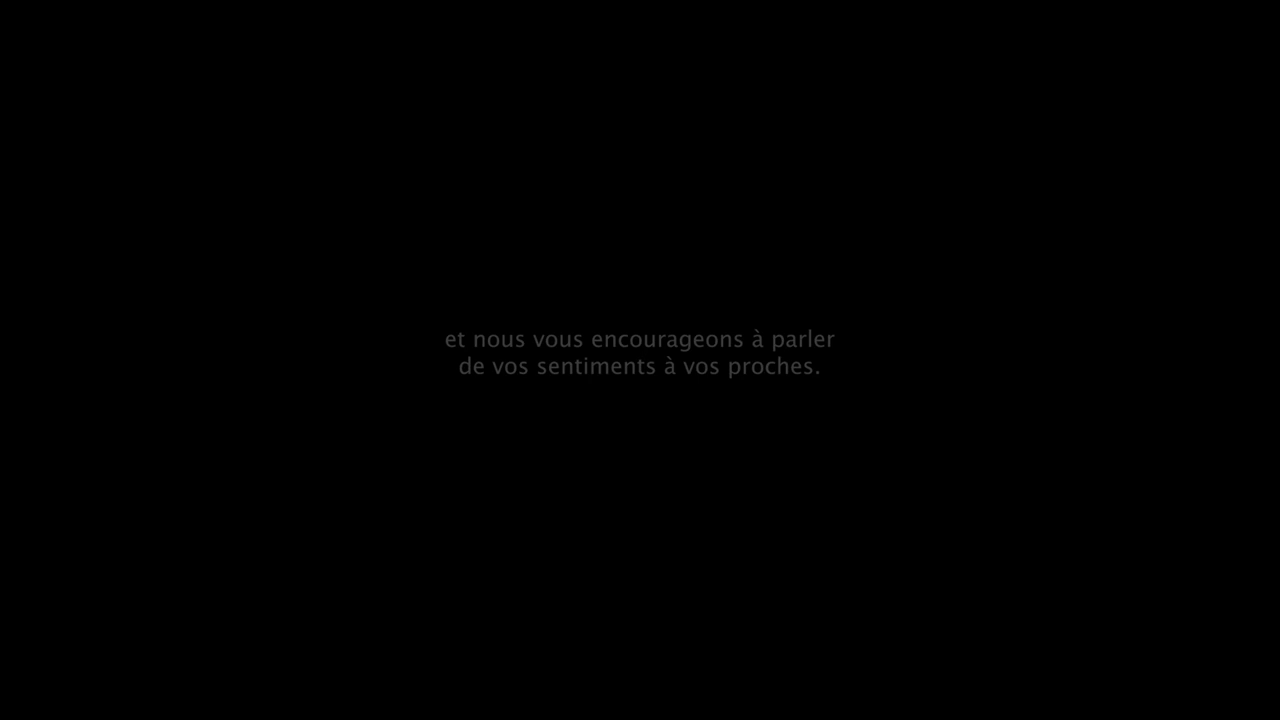 et nous vous encourageons à parler
de vos sentiments à vos proches.